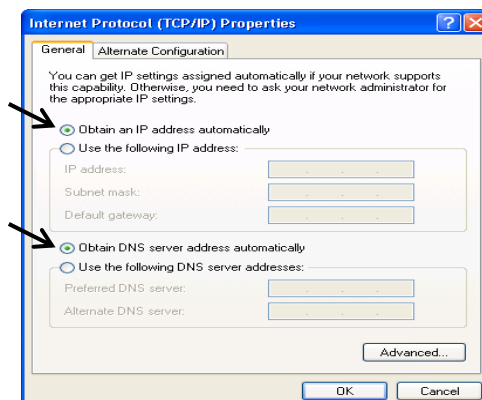 Internet Protocol (TCP/IP) Properties
General
Alternate Configuration
You can get IP settings assigned automatically if your network supports
this capability. Otherwise, you need to ask your network administrator for
the appropriate IP settings.
Obtain an IP address automatically
Use the following IP address:
IP address:
Subnet mask:
Default gateway:
Obtain DNS server address automatically
Use the following DNS server addresses:
Preferred DNS server:
Alternate DNS server:
Advanced...
OK
Cancel